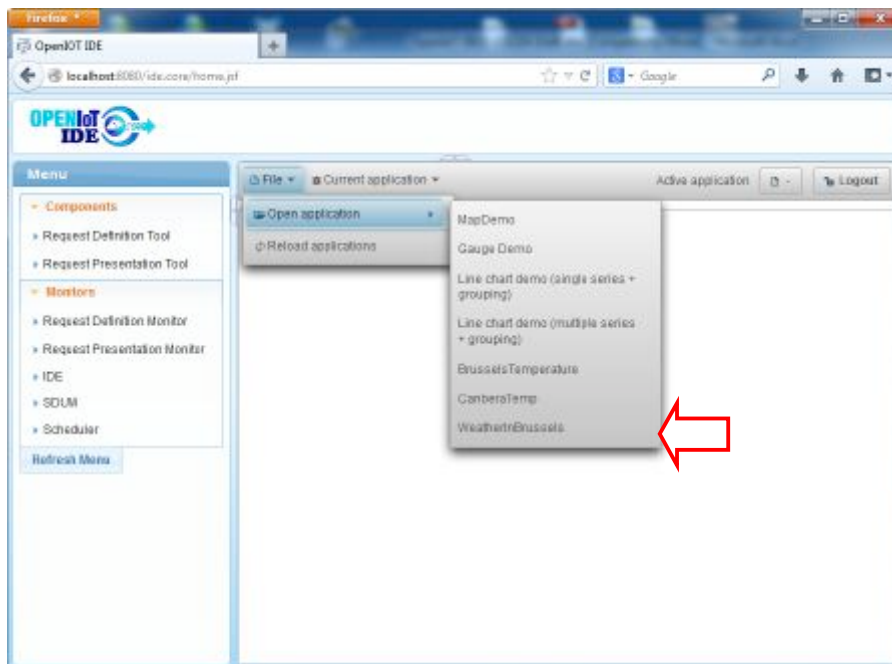 Firefox
OpenIOT IDE
localhost:8080/ide.core/home.jsf
Google
OPENIoT
IDE
Menu
File
Current application
Active application
Logout
Components
Request Definition Tool
Request Presentation Tool
Monitors
Request Definition Monitor
Request Presentation Monitor
IDE
SDUM
Scheduler
Refresh Menu
Open application
Reload applications
MapDemo
Gauge Demo
Line chart demo (single series +
grouping)
Line chart demo (multiple series
+ grouping)
BrusselsTemperature
CanberaTemp
WeatherInBrussels